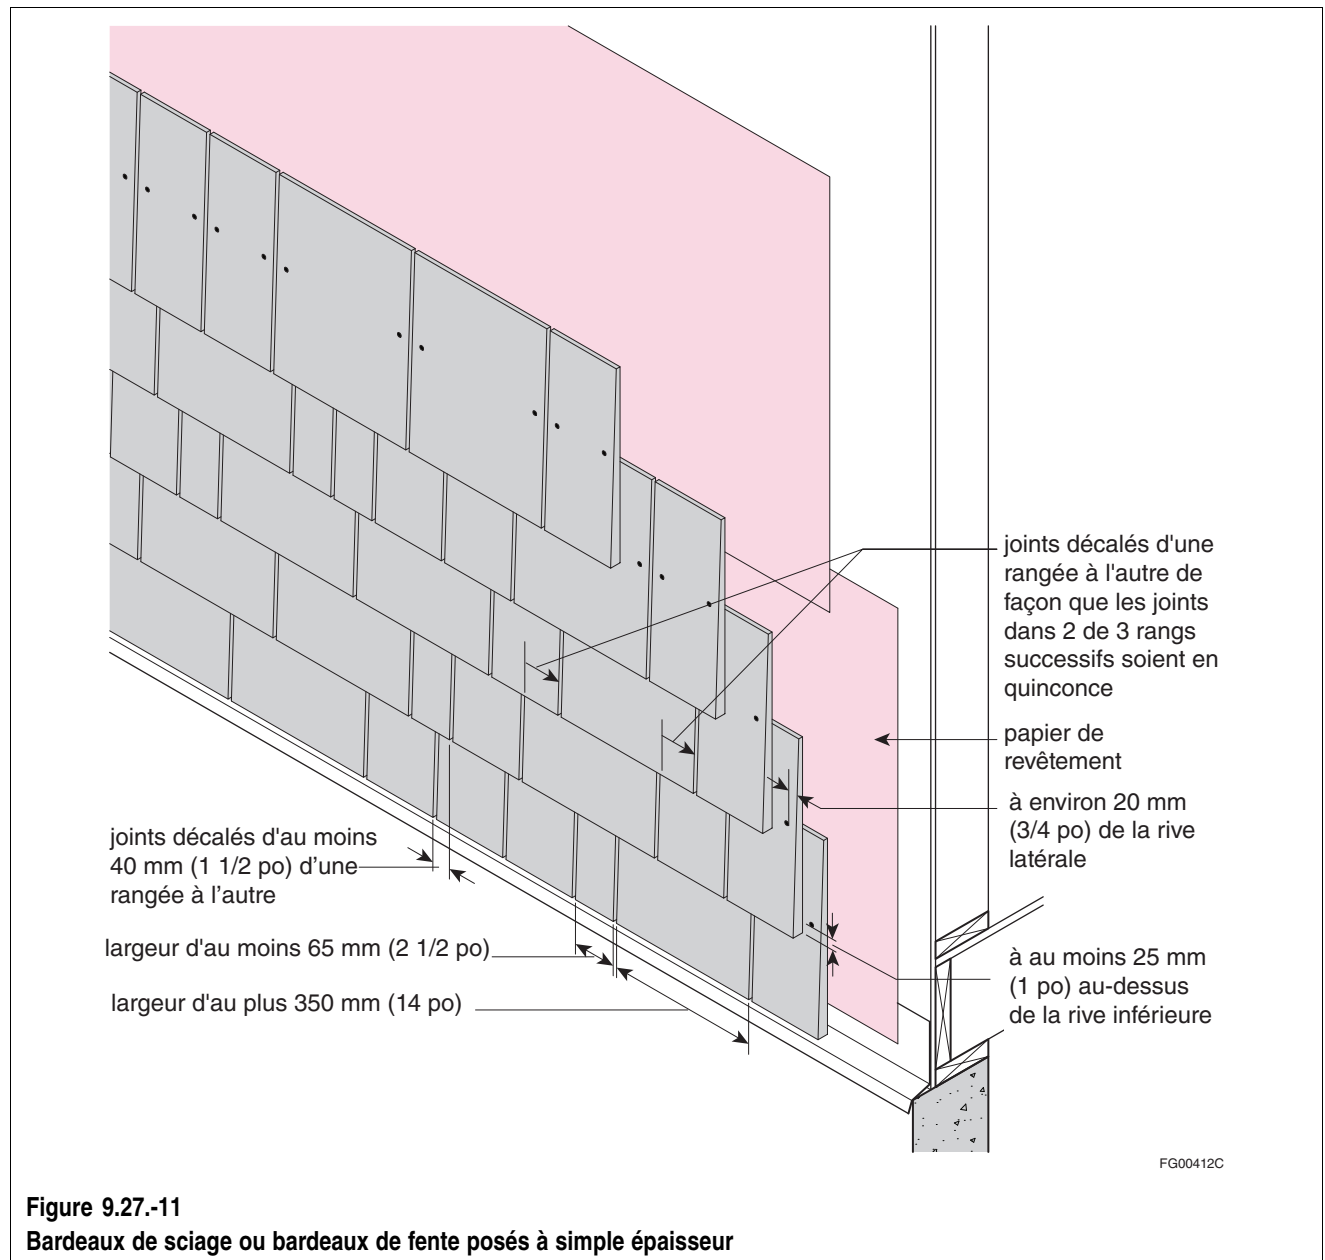 joints décalés d'une
rangée à l'autre de
façon que les joints
dans 2 de 3 rangs
successifs soient en
quinconce
papier de
revêtement
à environ 20 mm
(3/4 po) de la rive
latérale
joints décalés d'au moins
40 mm (1 1/2 po) d’une
rangée à l’autre
largeur d'au moins 65 mm (2 1/2 po)
largeur d'au plus 350 mm (14 po)
à au moins 25 mm
(1 po) au-dessus
de la rive inférieure
FG00412C
Figure 9.27.-11
Bardeaux de sciage ou bardeaux de fente posés à simple épaisseur